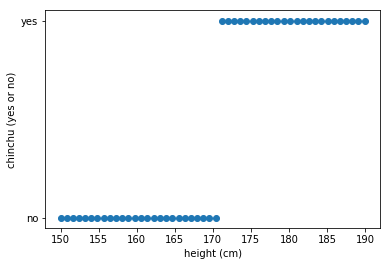 yes
chinchu (yes or no)
no
150 155 160 165 170 175 180 185 190
height (cm)